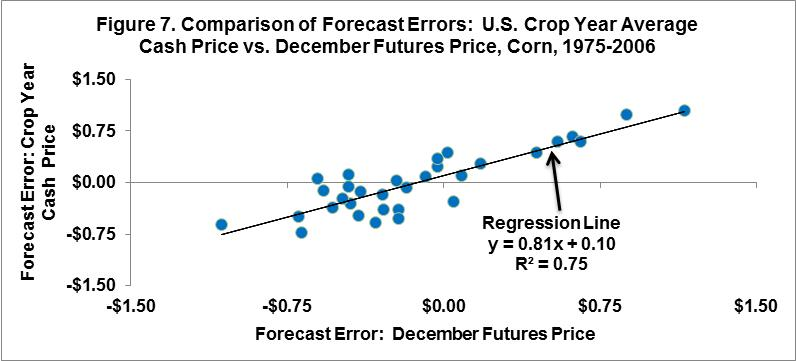 Figure 7. Comparison of Forecast Errors:  U.S. Crop Year Average
Cash Price vs. December Futures Price, Corn, 1975-2006
Forecast Error: Crop Year
Cash  Price
$1.50
$0.75
$0.00
-$0.75
-$1.50
Regression Line
y = 0.81x + 0.10
R² = 0.75
-$1.50
-$0.75
$0.00
$0.75
$1.50
Forecast Error:  December Futures Price